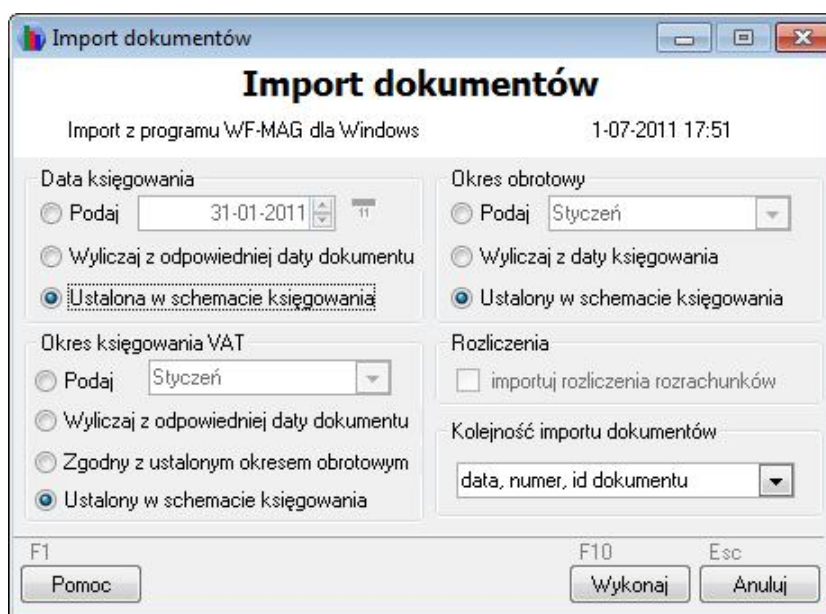 Import dokumentów
Import dokumentów
Import z programu WF-MAG dla Windows 1-07-2011 17:51
Data księgowania
Podaj 31-01-2011 11
Wyliczaj z odpowiedniej daty dokumentu
Ustalona w schemacie księgowania
Okres obrotowy
Podaj Styczeń
Wyliczaj z daty księgowania
Ustalony w schemacie księgowania
Okres księgowania VAT
Podaj Styczeń
Wyliczaj z odpowiedniej daty dokumentu
Zgodny z ustalonym okresem obrotowym
Ustalony w schemacie księgowania
Rozliczenia
importuj rozliczenia rozrachunków
Kolejność importu dokumentów
data, numer, id dokumentu
F1 F10 Esc
Pomoc Wykonaj Anuluj